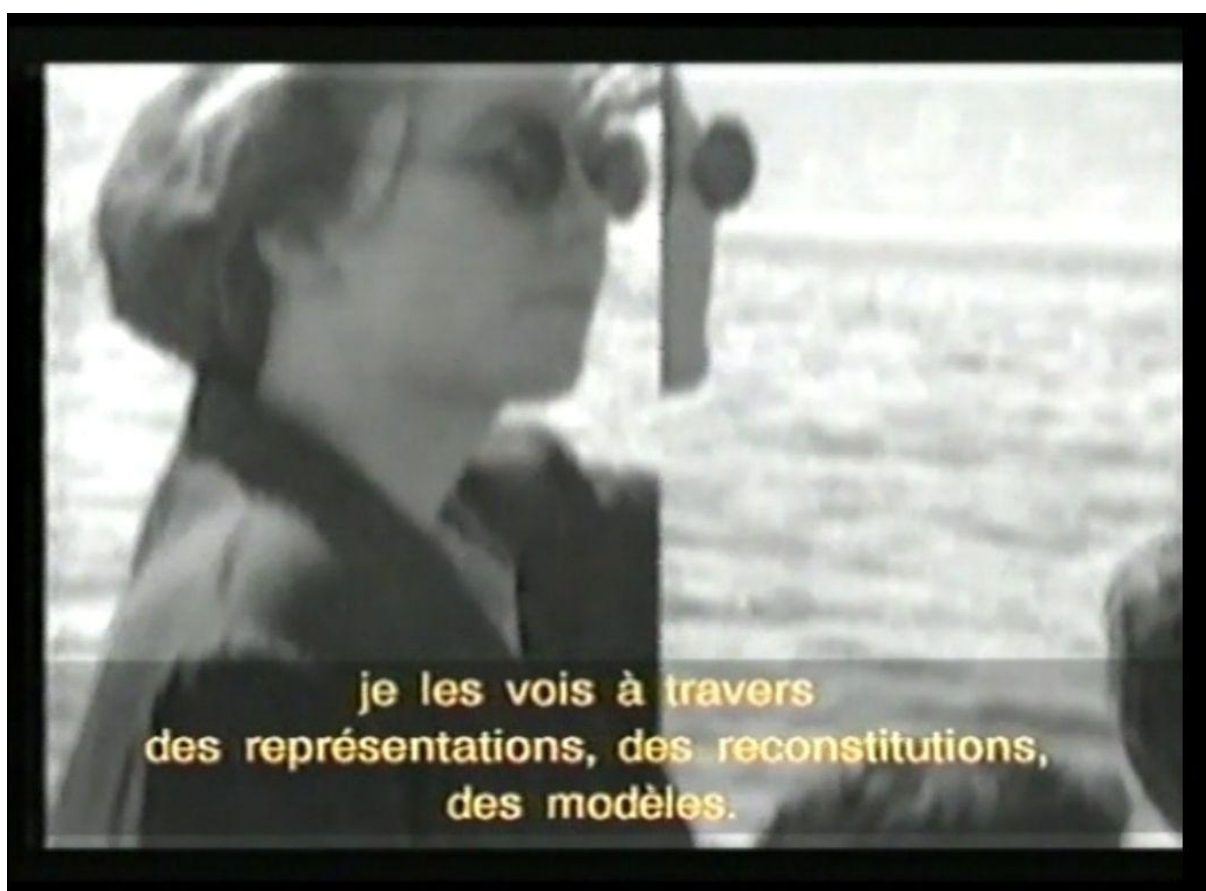 je les vois à travers
des représentations, des reconstitutions,
des modèles.